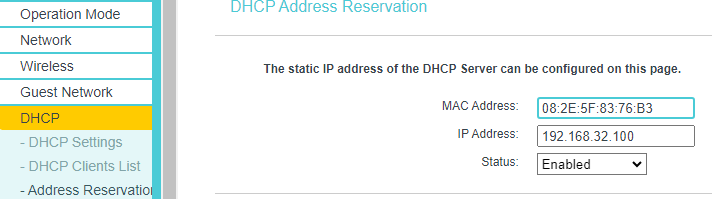 Operation Mode
Network
Wireless
Guest Network
DHCP
- DHCP Settings
- DHCP Clients List
- Address Reservation
DHCP Address Reservation
The static IP address of the DHCP Server can be configured on this page.
MAC Address: 08:2E:5F:83:76:B3
IP Address: 192.168.32.100
Status: Enabled